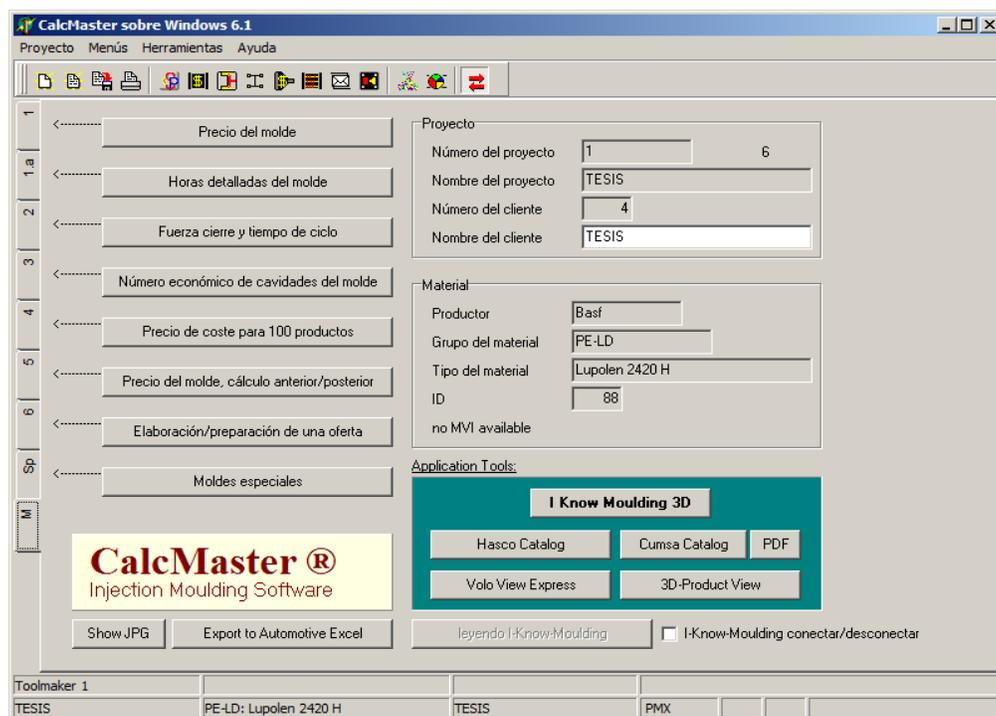 CalcMaster sobre Windows 6.1
Proyecto Menús Herramientas Ayuda
1
1.a
2
3
4
5
6
Sp
M
<---------- Precio del molde
<---------- Horas detalladas del molde
<---------- Fuerza cierre y tiempo de ciclo
<---------- Número económico de cavidades del molde
<---------- Precio de coste para 100 productos
<---------- Precio del molde, cálculo anterior/posterior
<---------- Elaboración/preparación de una oferta
<---------- Moldes especiales
CalcMaster ®
Injection Moulding Software
Show JPG Export to Automotive Excel
Proyecto
Número del proyecto 1 6
Nombre del proyecto TESIS
Número del cliente 4
Nombre del cliente TESIS
Material
Productor Basf
Grupo del material PE-LD
Tipo del material Lupolen 2420 H
ID 88
no MVI available
Application Tools:
I Know Moulding 3D
Hasco Catalog Cumsa Catalog PDF
Volo View Express 3D-Product View
leyendo I-Know-Moulding I-Know-Moulding conectar/desconectar
Toolmaker 1
TESIS PE-LD: Lupolen 2420 H TESIS PMX